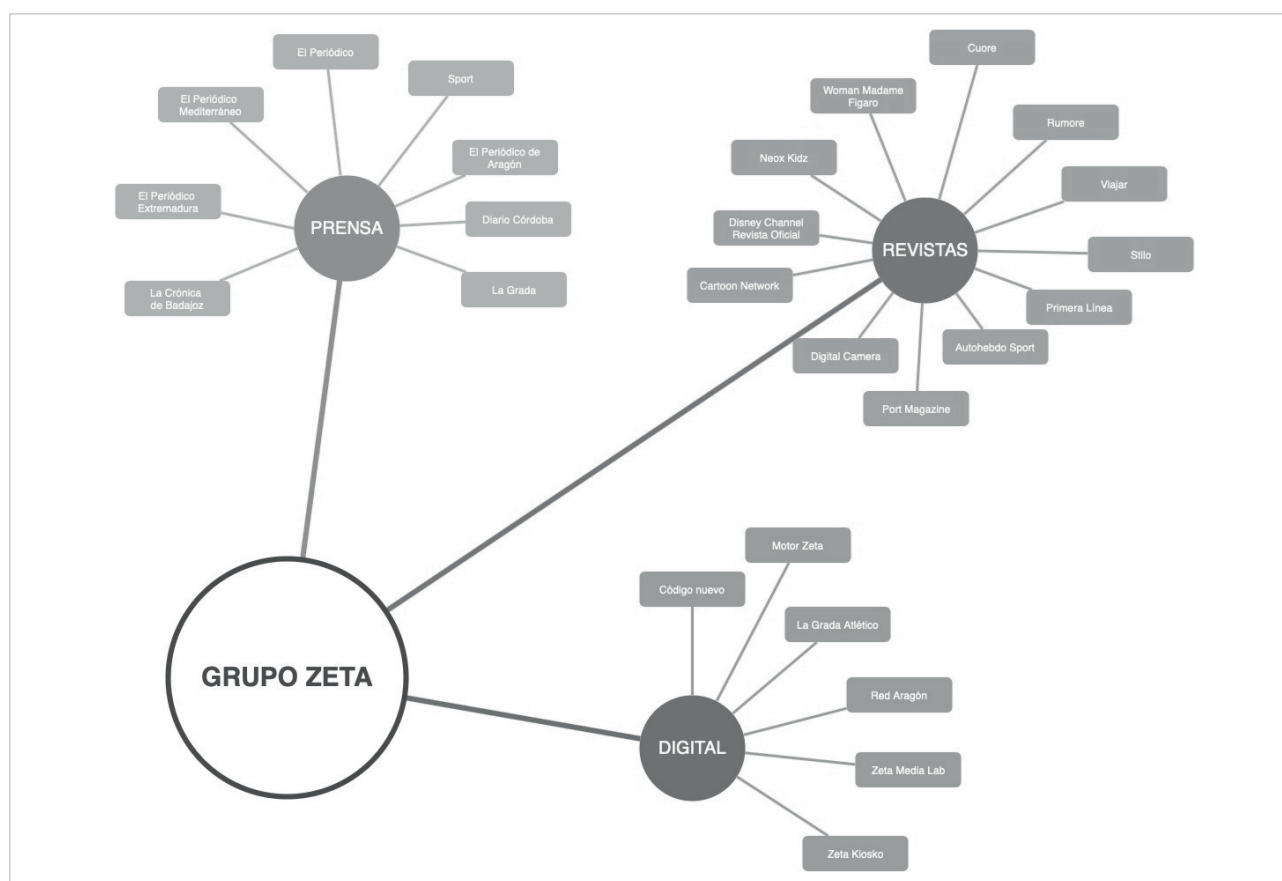 El Periódico
Sport
El Periódico
Mediterráneo
El Periódico de
Aragón
El Periódico
Extremadura
Diario Córdoba
La Crónica
de Badajoz
La Grada
PRENSA
Cuore
Woman Madame
Figaro
Rumore
Neox Kidz
Viajar
Disney Channel
Revista Oficial
Stilo
Cartoon Network
Primera Línea
Digital Camera
Autohebdo Sport
Port Magazine
REVISTAS
GRUPO ZETA
Motor Zeta
Código nuevo
La Grada Atlético
Red Aragón
Zeta Media Lab
Zeta Kiosko
DIGITAL